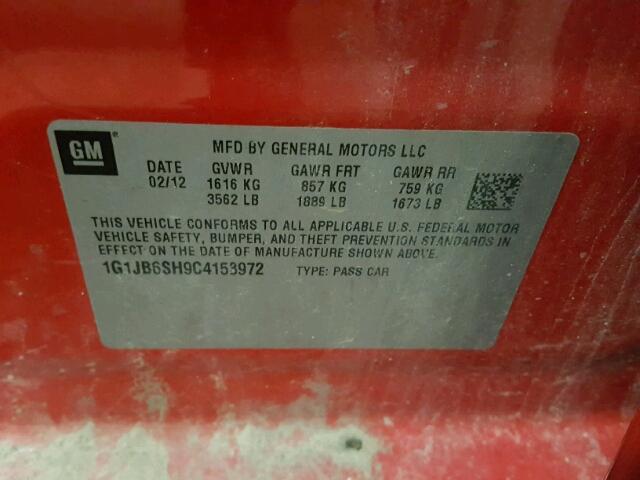 GM
MFD BY GENERAL MOTORS LLC
DATE GVWR GAWR FRT GAWR RR
02/12 1616 KG 857 KG 759 KG
3562 LB 1889 LB 1673 LB
THIS VEHICLE CONFORMS TO ALL APPLICABLE U.S. FEDERAL MOTOR
VEHICLE SAFETY, BUMPER, AND THEFT PREVENTION STANDARDS IN
EFFECT ON THE DATE OF MANUFACTURE SHOWN ABOVE.
1G1JB6SH9C4153972 TYPE: PASS CAR